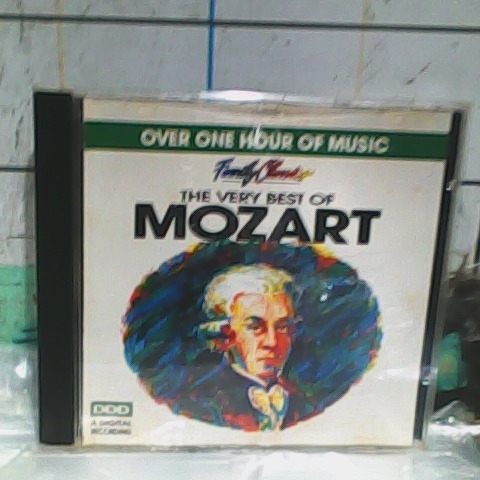 OVER ONE HOUR OF MUSIC
Family Classics
THE VERY BEST OF
MOZART
DDD
A DIGITAL
RECORDING